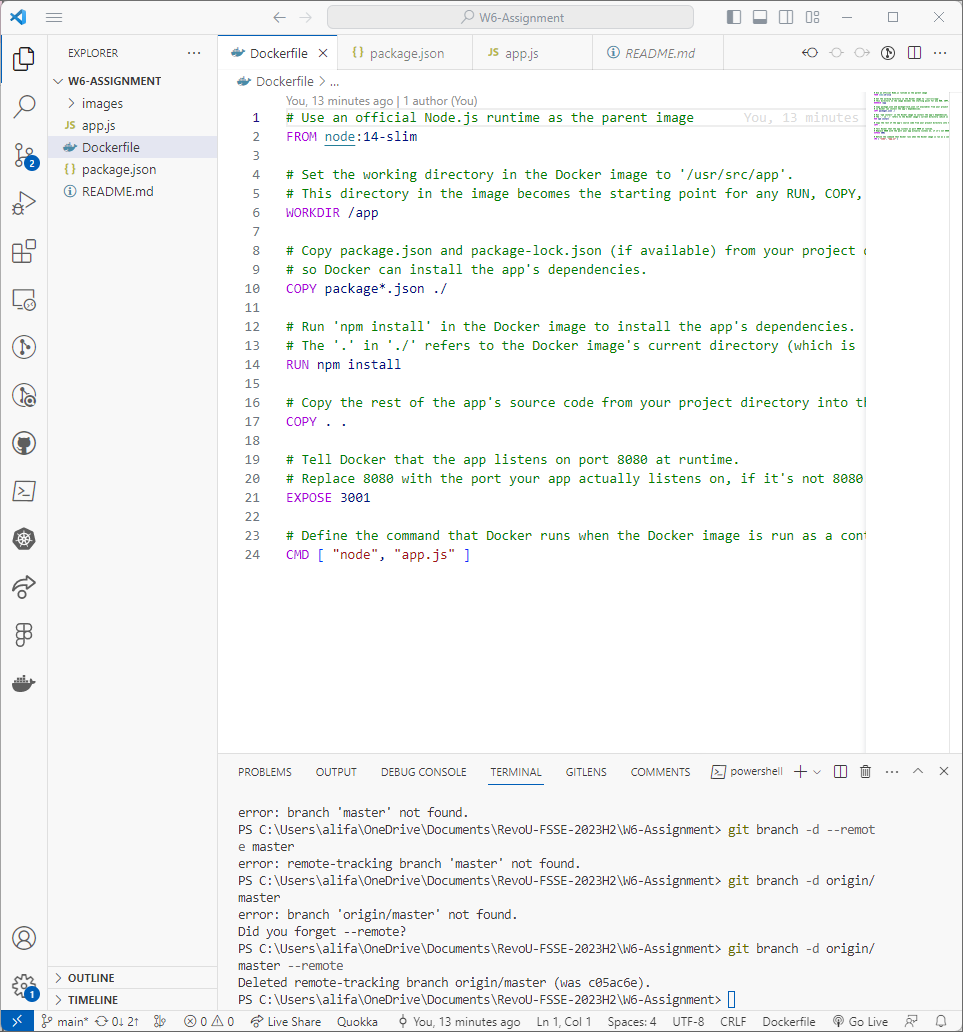 W6-Assignment
EXPLORER
W6-ASSIGNMENT
images
app.js
Dockerfile
package.json
README.md
OUTLINE
TIMELINE
Dockerfile package.json app.js README.md
Dockerfile > ...
You, 13 minutes ago | 1 author (You)
1 # Use an official Node.js runtime as the parent image You, 13 minutes
2 FROM node:14-slim
3
4 # Set the working directory in the Docker image to '/usr/src/app'.
5 # This directory in the image becomes the starting point for any RUN, COPY,
6 WORKDIR /app
7
8 # Copy package.json and package-lock.json (if available) from your project
9 # so Docker can install the app's dependencies.
10 COPY package*.json ./
11
12 # Run 'npm install' in the Docker image to install the app's dependencies.
13 # The '.' in './' refers to the Docker image's current directory (which is
14 RUN npm install
15
16 # Copy the rest of the app's source code from your project directory into
17 COPY . .
18
19 # Tell Docker that the app listens on port 8080 at runtime.
20 # Replace 8080 with the port your app actually listens on, if it's not 8080
21 EXPOSE 3001
22
23 # Define the command that Docker runs when the Docker image is run as a
24 CMD [ "node", "app.js" ]
PROBLEMS OUTPUT DEBUG CONSOLE TERMINAL GITLENS COMMENTS powershell
error: branch 'master' not found.
PS C:\Users\alifa\OneDrive\Documents\RevoU-FSSE-2023H2\W6-Assignment> git branch -d --remot
e master
error: remote-tracking branch 'master' not found.
PS C:\Users\alifa\OneDrive\Documents\RevoU-FSSE-2023H2\W6-Assignment> git branch -d origin/
master
error: branch 'origin/master' not found.
Did you forget --remote?
PS C:\Users\alifa\OneDrive\Documents\RevoU-FSSE-2023H2\W6-Assignment> git branch -d origin/
master --remote
Deleted remote-tracking branch origin/master (was c05ac6e).
PS C:\Users\alifa\OneDrive\Documents\RevoU-FSSE-2023H2\W6-Assignment>
2
1
main* 0↓ 2↑ 0 0 Live Share Quokka You, 13 minutes ago Ln 1, Col 1 Spaces: 4 UTF-8 CRLF Dockerfile Go Live